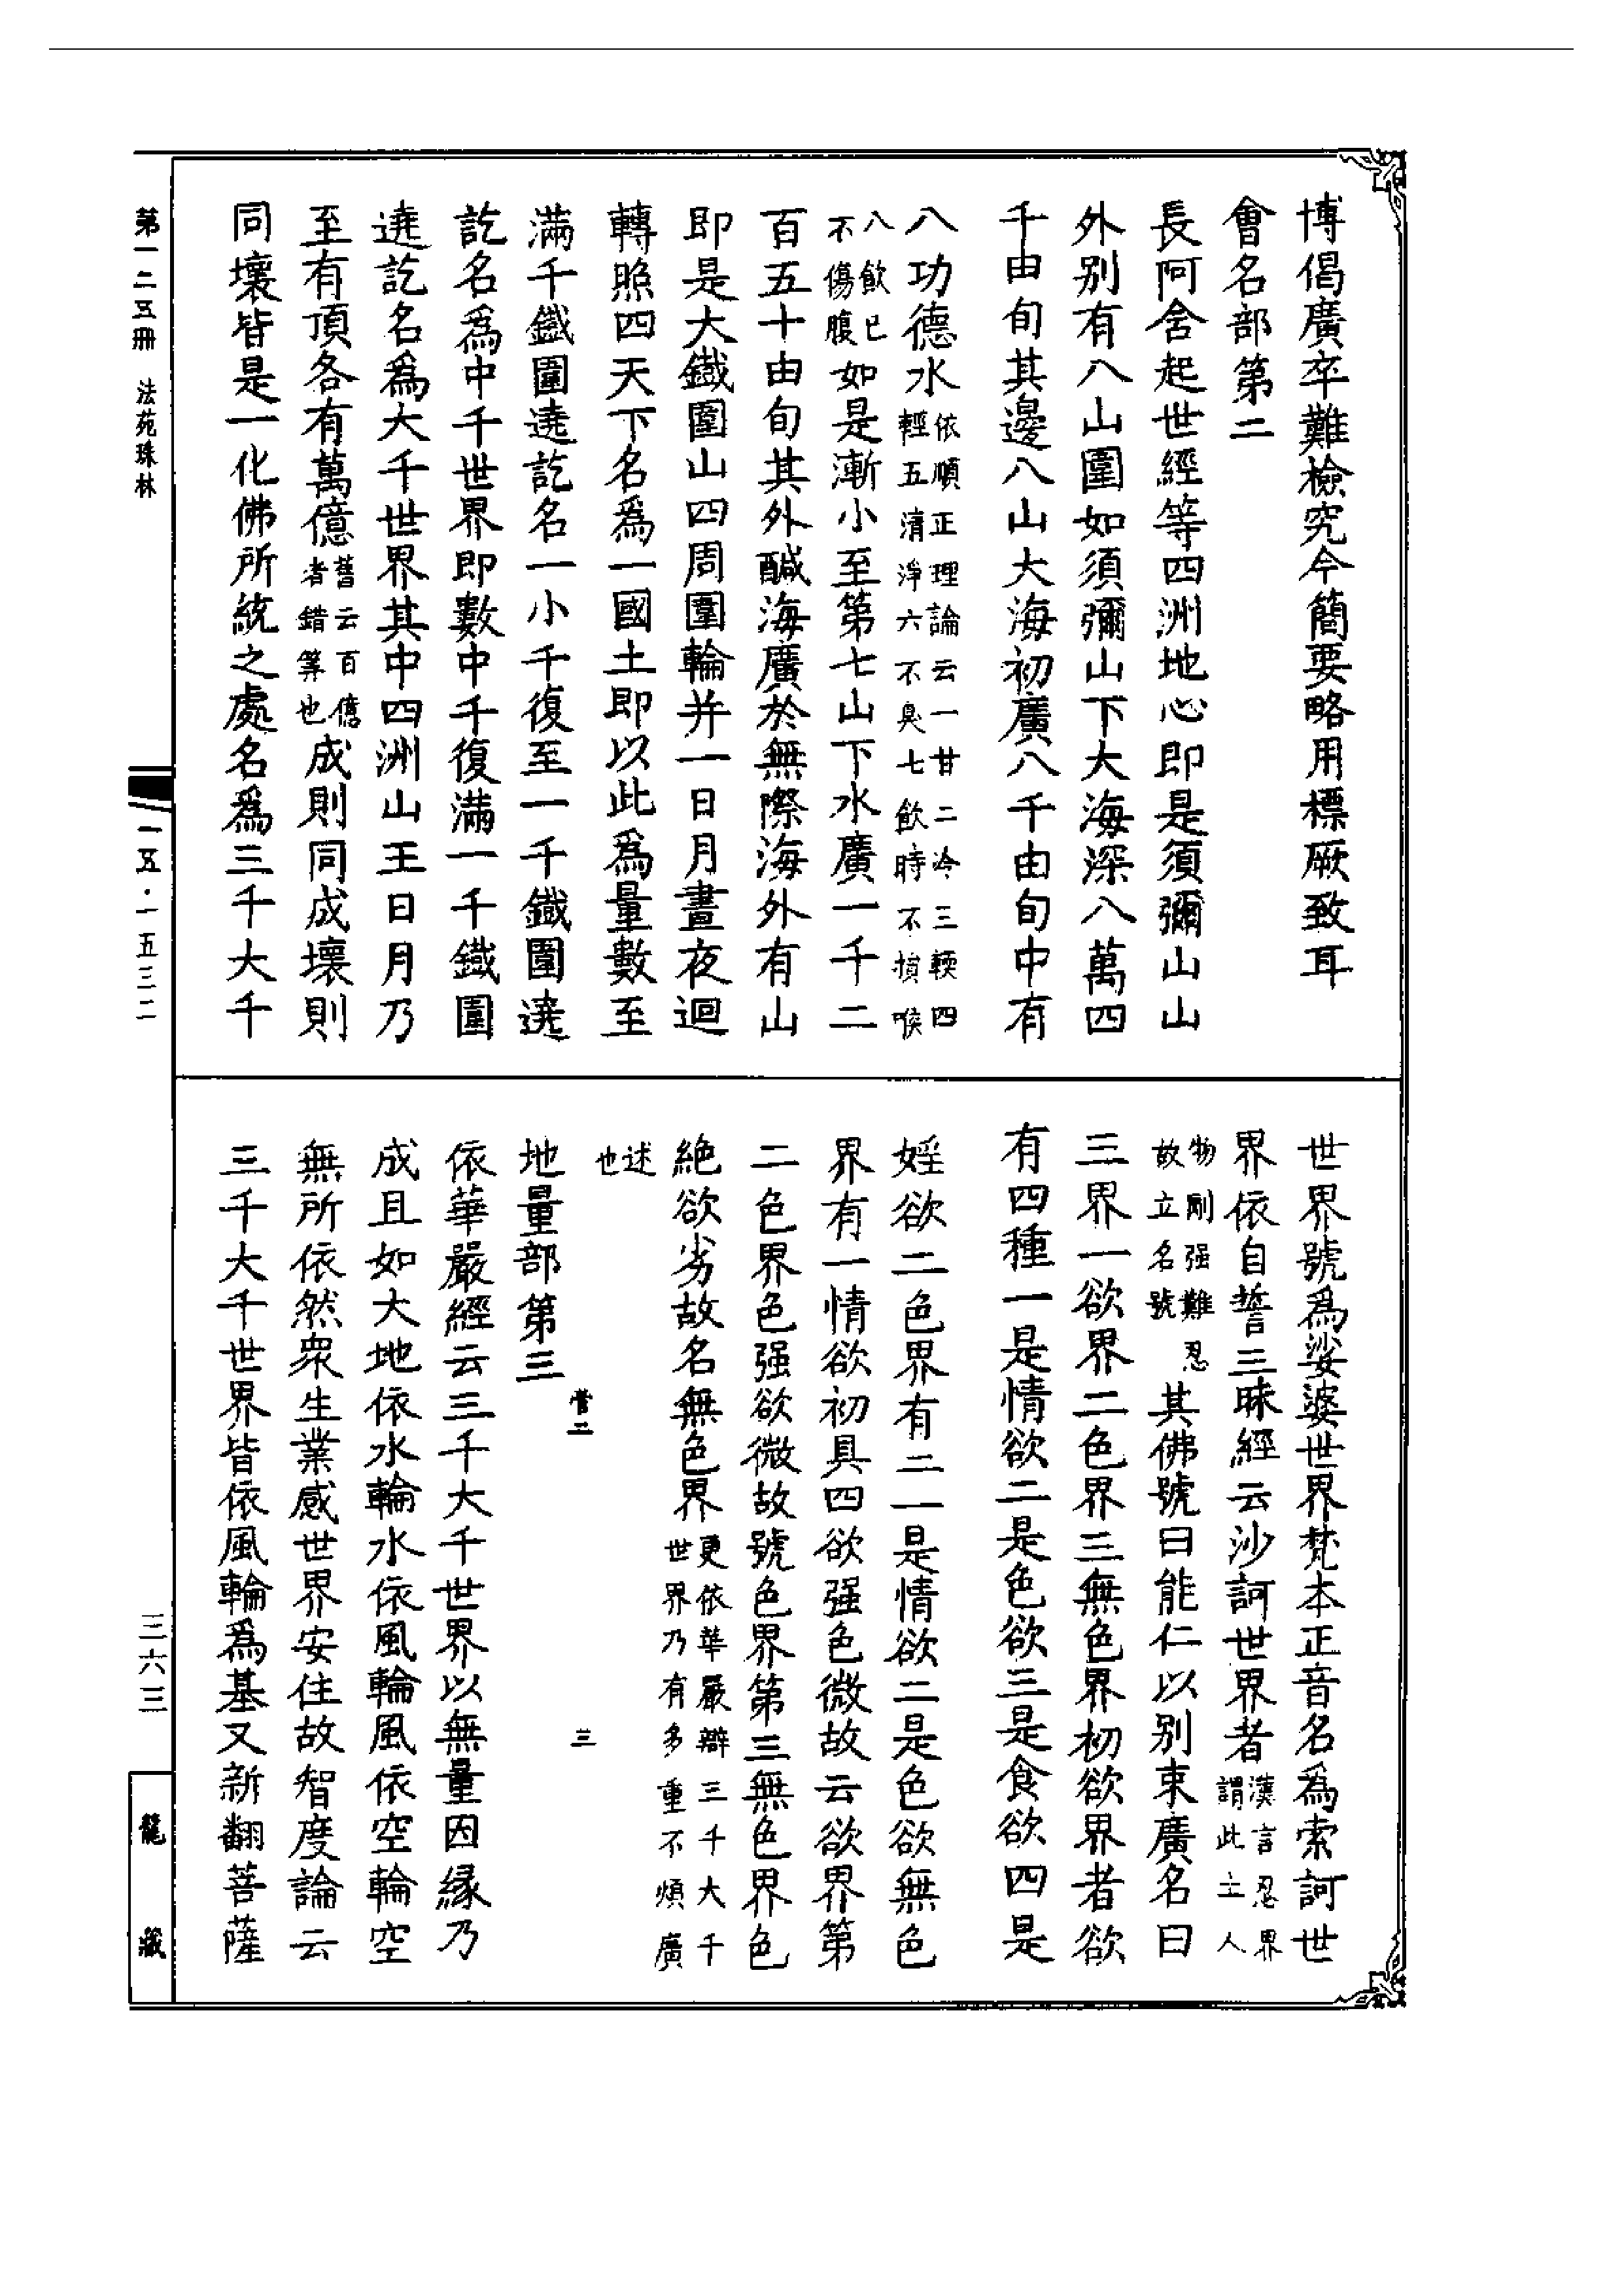 博偈廣卒難檢究今簡要略用標厥致耳
會名部第二
長阿舍起世經等四洲地心即是須彌山山
外别有八山圍如須彌山下大海深八萬四
千由旬其邊八山大海初廣八千由旬中有
八功德水依順正理論云一甘二冷三輭四輕五清淨六不臭七飲時不損喉
八飲已不傷腹如是漸小至第七山下水廣一千二
百五十由旬其外醎海廣於無際海外有山
即是大鐵圍山四周圍輪并一日月晝夜迴
轉照四天下名爲一國土即以此爲量數至
滿千鐵圍遶訖名一小千復至一千鐵圍遶
訖名爲中千世界即數中千復滿一千鐵圍
遶訖名爲大千世界其中四洲山王日月乃
至有頂各有萬億舊云百億者錯筭也成則同成壞則
同壞皆是一化佛所統之處名爲三千大千
世界號爲娑婆世界梵本正音名爲索訶世
界依自誓三昧經云沙訶世界者漢言忍界謂此土人
物剛强難忍故立名號其佛號曰能仁以别束廣名曰
三界一欲界二色界三無色界初欲界者欲
有四種一是情欲二是色欲三是食欲四是
婬欲二色界有二一是情欲二是色欲無色
界有一情欲初具四欲强色微故云欲界第
二色界色强欲微故號色界第三無色界色
絶欲劣故名無色界更依華嚴辯三千大千世界乃有多重不煩廣
述也
營二 三
地量部第三
依華嚴經云三千大千世界以無量因緣乃
成且如大地依水輪水依風輪風依空輪空
無所依然衆生業感世界安住故智度論云
三千大千世界皆依風輪爲基又新翻菩薩
第一二五冊 法苑珠林
一五·一五三二
三六三
龍藏